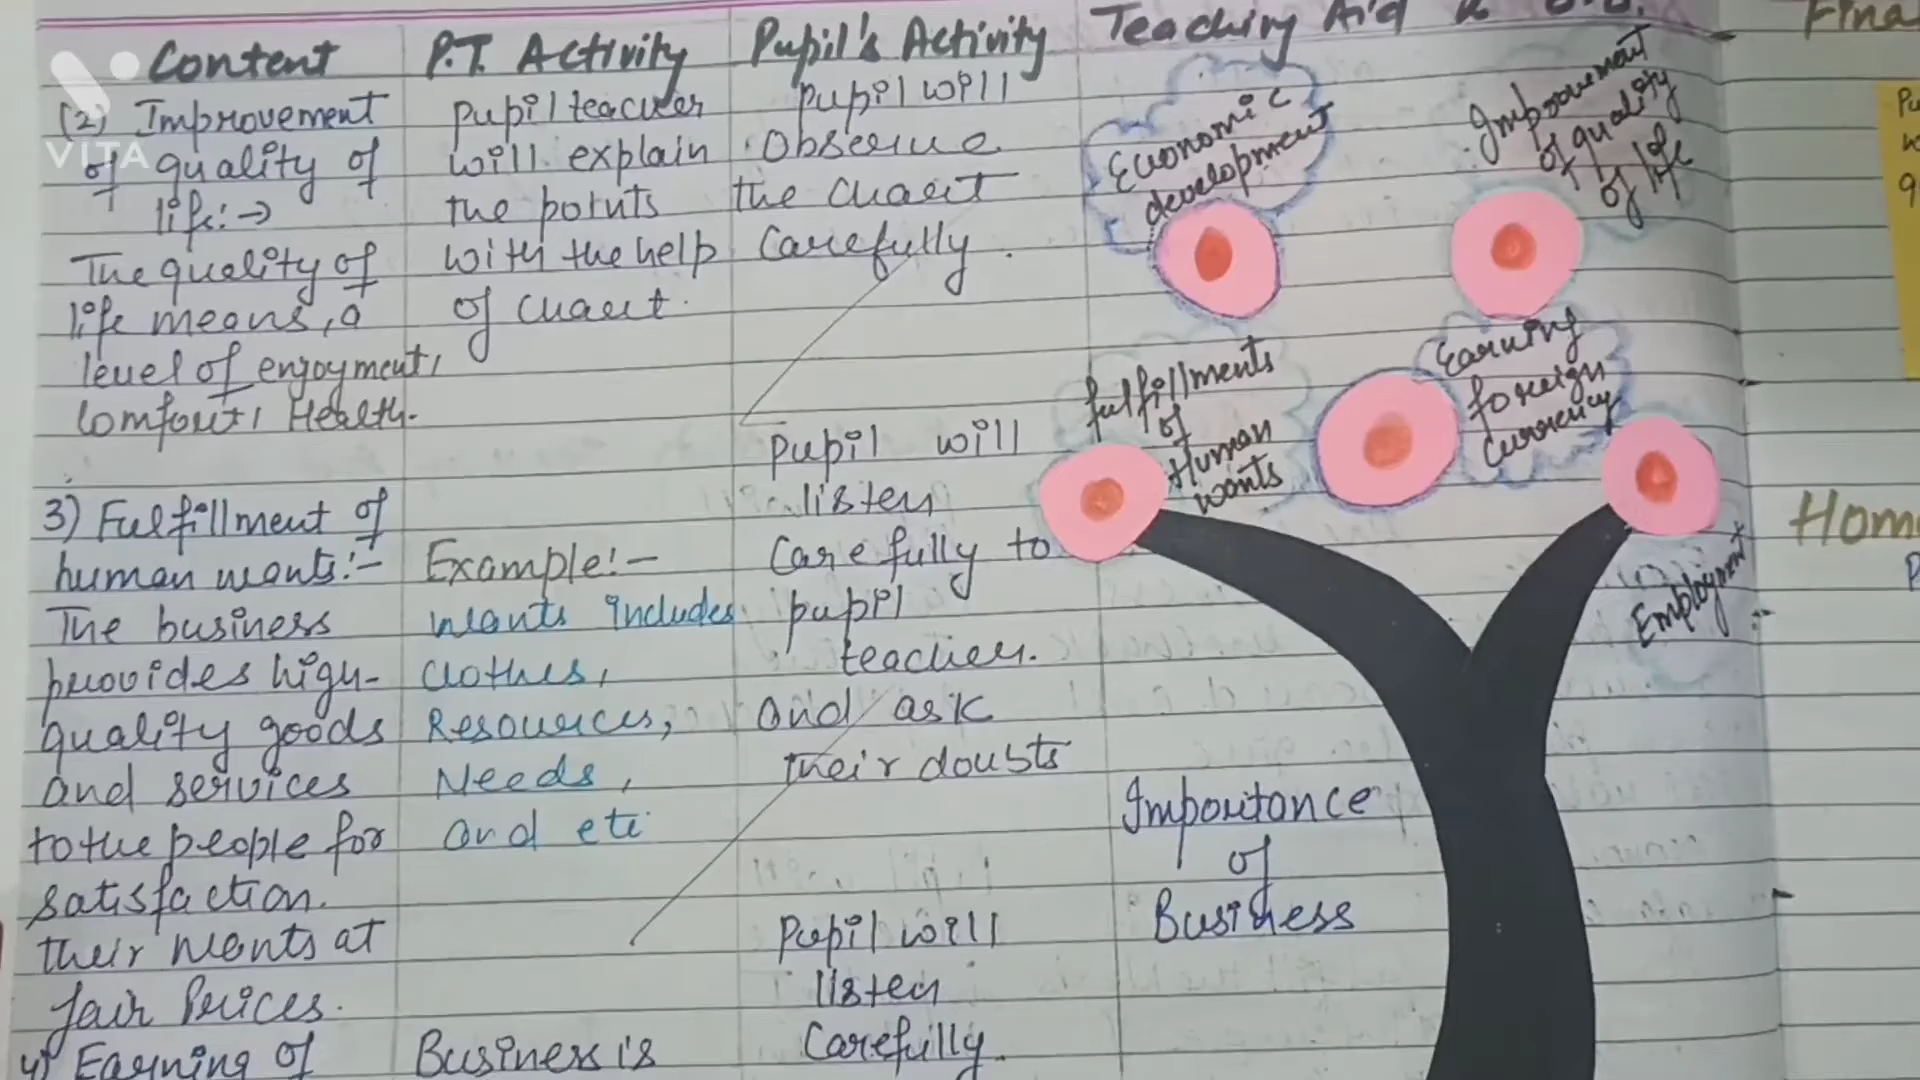 VITA
Content
(2) Improvement
of quality of
life:→
The quality of
life means, a
level of enjoyment,
Comfort, Health.
3) Fulfillment of
human wants:-
The business
provides high-
quality goods
and services
to the people for
satisfaction.
their wants at
fair Prices.
4) Earning of
P.T. Activity
Pupil teacher
will explain
the points
with the help
of chart.
Example:-
Wants includes
Clothes,
Resources,
Needs,
and etc
Business is
Pupil's Activity
Pupil will
Observe
the chart
Carefully.
Pupil will
listen
Carefully to
pupil
teacher.
and ask
their doubts
Pupil will
listen
Carefully.
Teaching Aid &
Economic
development
Improvement
of quality
of life
fulfillments
of
Human
wants
Earning
foreign
currency
Employment
Importance
of
Business